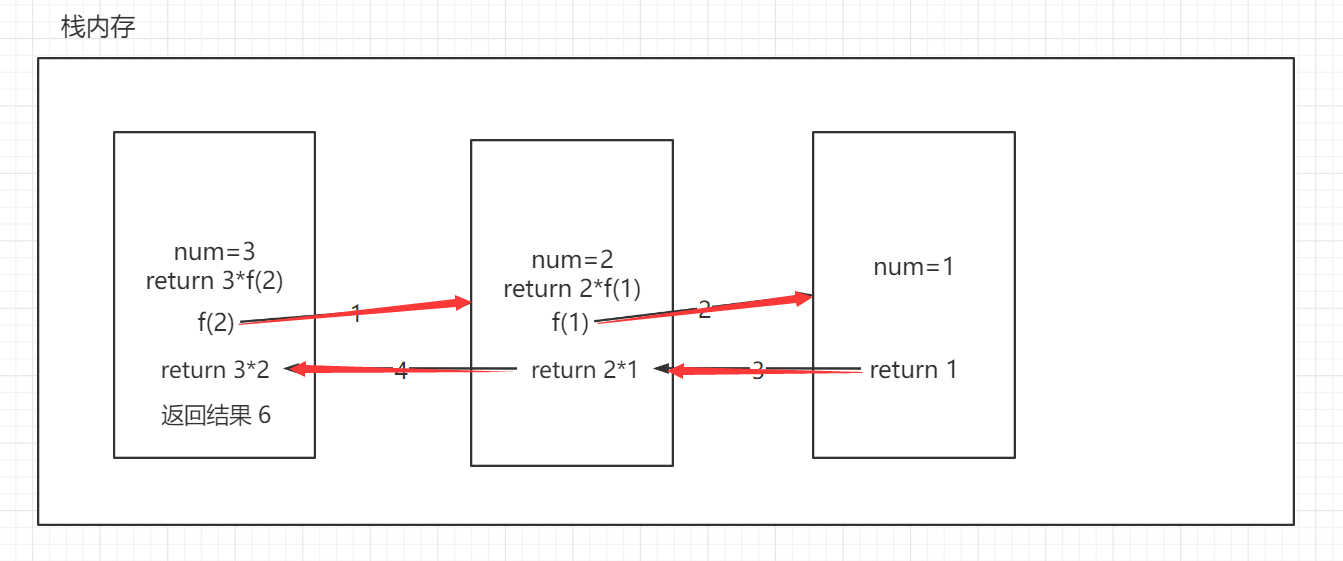 栈内存
num=3
return 3*f(2)
f(2)
return 3*2
返回结果 6
1
4
num=2
return 2*f(1)
f(1)
return 2*1
2
3
num=1
return 1